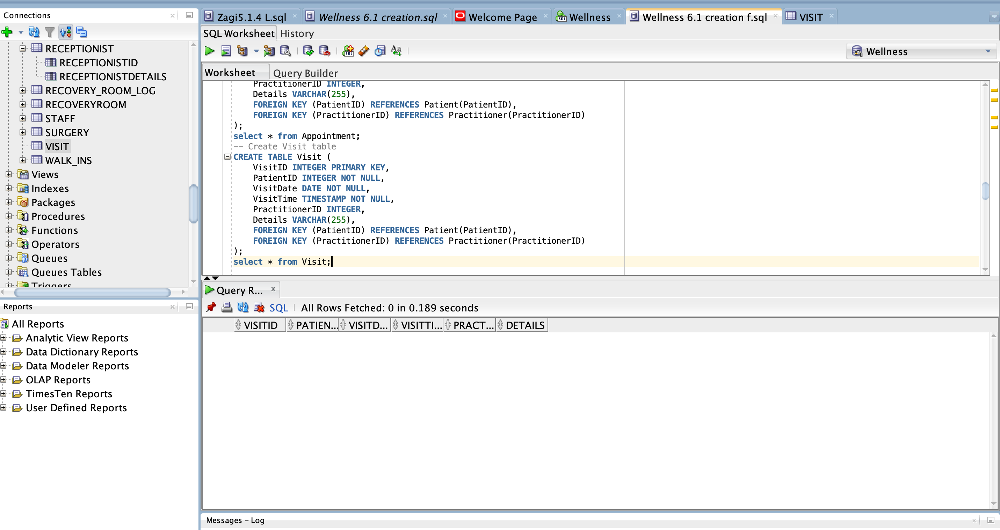 Connections
RECEPTIONIST
RECEPTIONISTID
RECEPTIONISTDETAILS
RECOVERY_ROOM_LOG
RECOVERYROOM
STAFF
SURGERY
VISIT
WALK_INS
Views
Indexes
Packages
Procedures
Functions
Operators
Queues
Queues Tables
Triggers
Reports
All Reports
Analytic View Reports
Data Dictionary Reports
Data Modeler Reports
OLAP Reports
TimesTen Reports
User Defined Reports
Zagi5.1.4 L.sql Wellness 6.1 creation.sql Welcome Page Wellness Wellness 6.1 creation f.sql VISIT
SQL Worksheet History
Wellness
Worksheet Query Builder
PractitionerID INTEGER,
Details VARCHAR(255),
FOREIGN KEY (PatientID) REFERENCES Patient(PatientID),
FOREIGN KEY (PractitionerID) REFERENCES Practitioner(PractitionerID)
);
select * from Appointment;
-- Create Visit table
CREATE TABLE Visit (
VisitID INTEGER PRIMARY KEY,
PatientID INTEGER NOT NULL,
VisitDate DATE NOT NULL,
VisitTime TIMESTAMP NOT NULL,
PractitionerID INTEGER,
Details VARCHAR(255),
FOREIGN KEY (PatientID) REFERENCES Patient(PatientID),
FOREIGN KEY (PractitionerID) REFERENCES Practitioner(PractitionerID)
);
select * from Visit;
Query R...
SQL All Rows Fetched: 0 in 0.189 seconds
VISITID PATIEN... VISITD... VISITTI... PRACT... DETAILS
Messages - Log